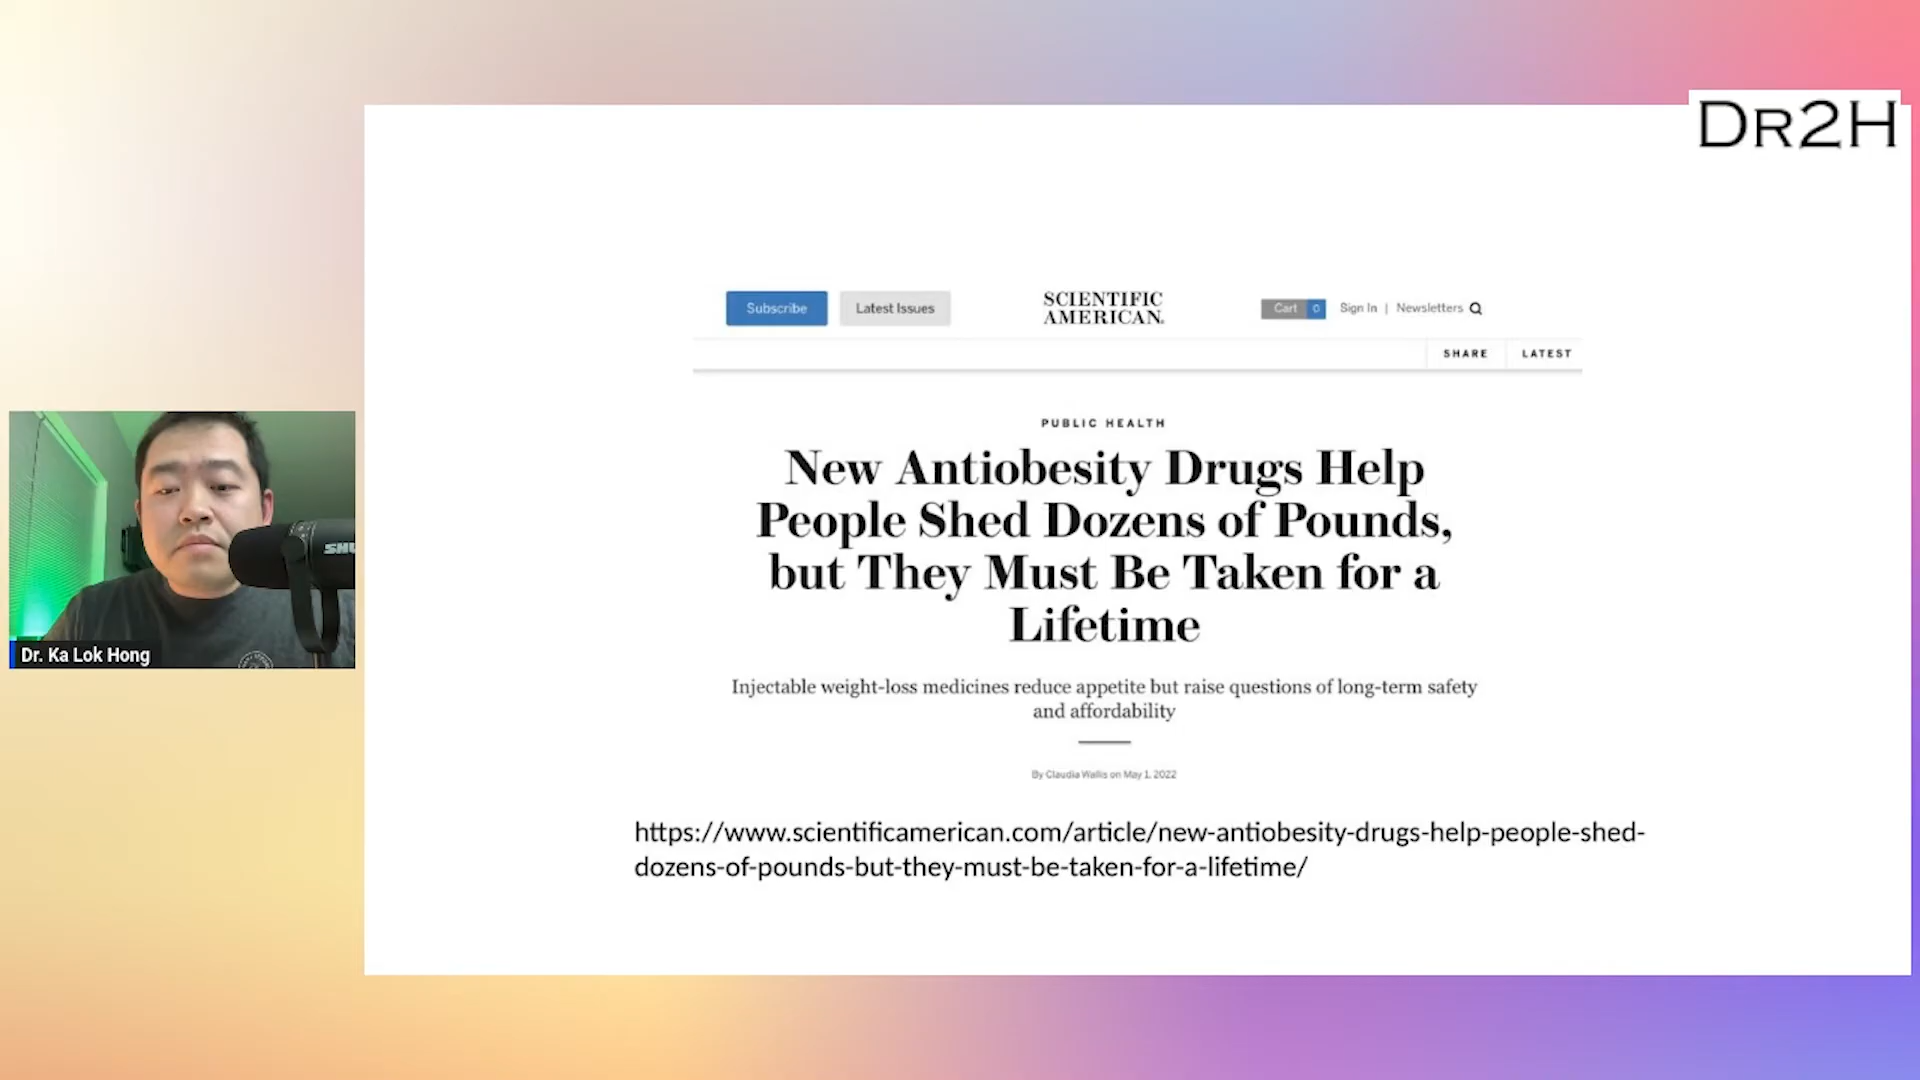 DR2H
Subscribe
Latest Issues
SCIENTIFIC
AMERICAN.
Cart 0
Sign In | Newsletters
SHARE
LATEST
PUBLIC HEALTH
New Antiobesity Drugs Help
People Shed Dozens of Pounds,
but They Must Be Taken for a
Lifetime
Injectable weight-loss medicines reduce appetite but raise questions of long-term safety
and affordability
By Claudia Wallis on May 1, 2022
https://www.scientificamerican.com/article/new-antiobesity-drugs-help-people-shed-
dozens-of-pounds-but-they-must-be-taken-for-a-lifetime/
Dr. Ka Lok Hong